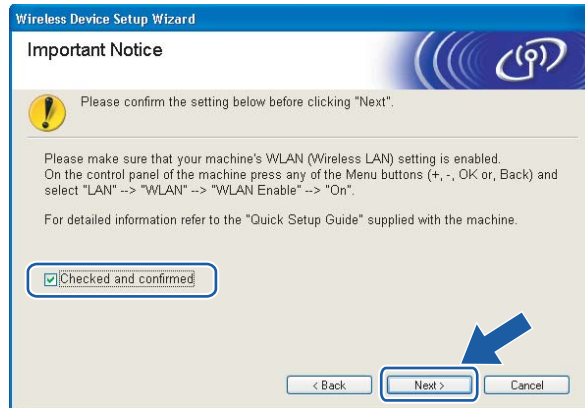 Wireless Device Setup Wizard
Important Notice
Please confirm the setting below before clicking "Next".
Please make sure that your machine's WLAN (Wireless LAN) setting is enabled.
On the control panel of the machine press any of the Menu buttons (+, -, OK or, Back) and
select "LAN" --> "WLAN" --> "WLAN Enable" --> "On".
For detailed information refer to the "Quick Setup Guide" supplied with the machine.
Checked and confirmed
< Back Next > Cancel